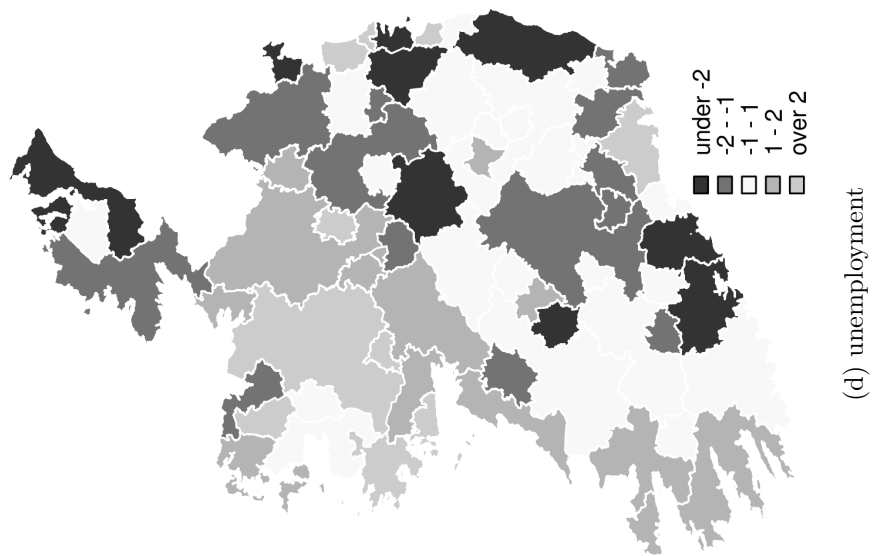 under -2
-2 - -1
-1 - 1
1 - 2
over 2
(d) unemployment